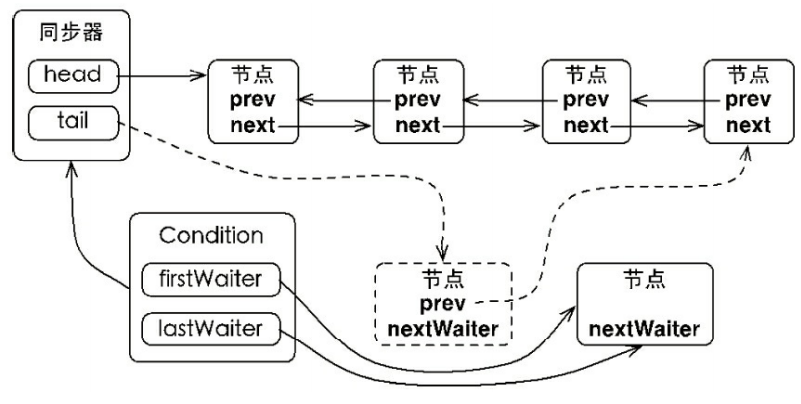 同步器
head
tail
节点
prev
next
节点
prev
next
节点
prev
next
节点
prev
next
Condition
firstWaiter
lastWaiter
节点
prev
nextWaiter
节点
nextWaiter